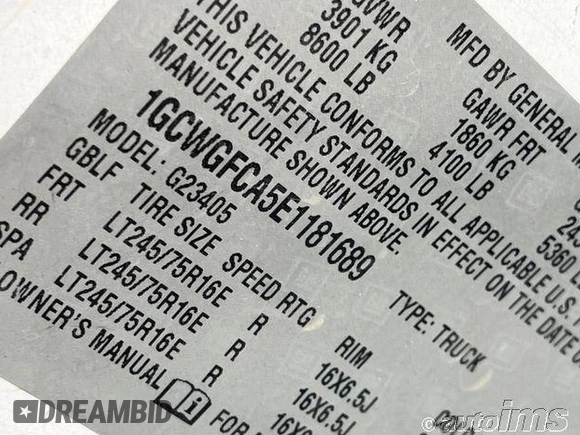 MFD BY GENERAL
GVWR GAWR FRT
3901 KG 1860 KG
8600 LB 4100 LB 5360
THIS VEHICLE CONFORMS TO ALL APPLICABLE U.S.
VEHICLE SAFETY STANDARDS IN EFFECT ON THE DATE
MANUFACTURE SHOWN ABOVE.
1GCWGFCA5E1181689 TYPE: TRUCK
MODEL: G23405
GBLF TIRE SIZE SPEED RTG RIM
FRT LT245/75R16E R 16X6.5J
RR LT245/75R16E R 16X6.5J
SPA LT245/75R16E R
OWNER'S MANUAL FOR
DREAMBID
autoims